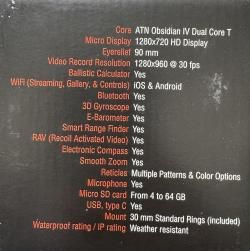 Core ATN Obsidian IV Dual Core T
Micro Display 1280x720 HD Display
Eyerelief 90 mm
Video Record Resolution 1280x960 @ 30 fps
Ballistic Calculator Yes
WiFi (Streaming, Gallery, & Controls) iOS & Android
Bluetooth Yes
3D Gyroscope Yes
E-Barometer Yes
Smart Range Finder Yes
RAV (Recoil Activated Video) Yes
Electronic Compass Yes
Smooth Zoom Yes
Reticles Multiple Patterns & Color Options
Microphone Yes
Micro SD card From 4 to 64 GB
USB, type C Yes
Mount 30 mm Standard Rings (included)
Waterproof rating / IP rating Weather resistant